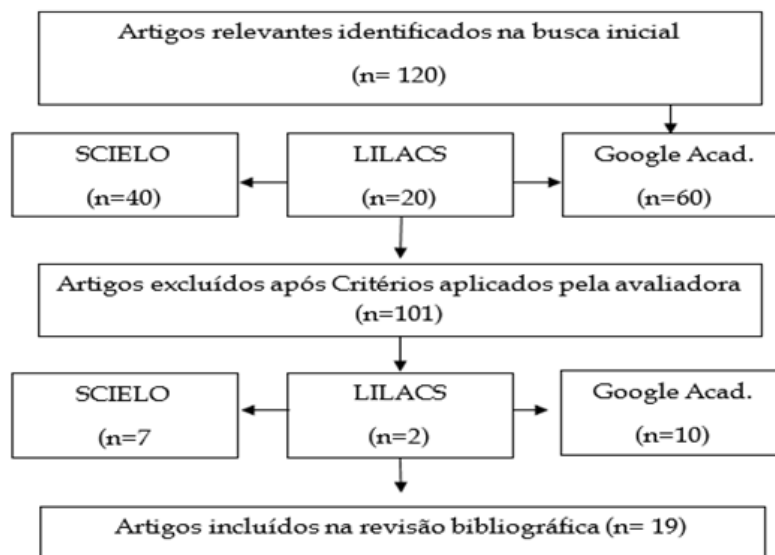 Artigos relevantes identificados na busca inicial
(n= 120)
SCIELO
(n=40)
LILACS
(n=20)
Google Acad.
(n=60)
Artigos excluídos após Critérios aplicados pela avaliadora
(n=101)
SCIELO
(n=7
LILACS
(n=2)
Google Acad.
(n=10)
Artigos incluídos na revisão bibliográfica (n= 19)